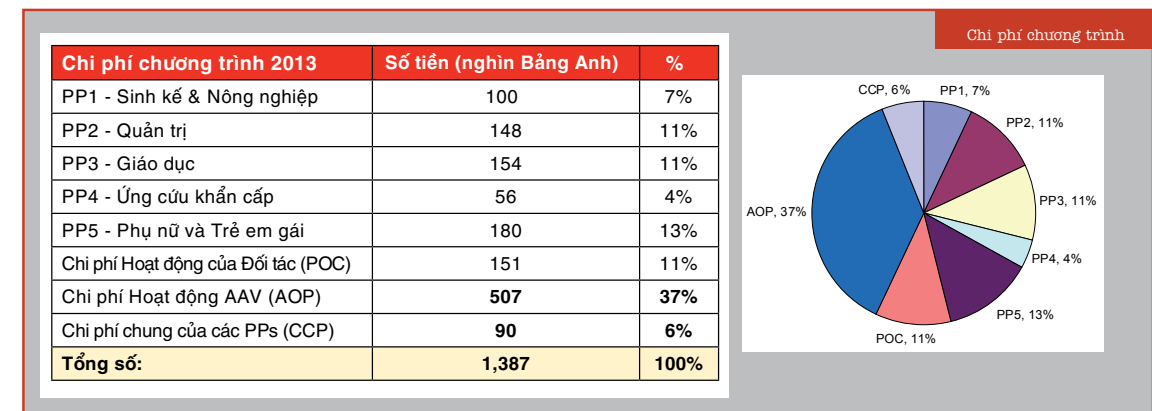 Chi phí chương trình
Chi phí chương trình 2013 Số tiền (nghìn Bảng Anh) %
PP1 - Sinh kế & Nông nghiệp 100 7%
PP2 - Quản trị 148 11%
PP3 - Giáo dục 154 11%
PP4 - Ứng cứu khẩn cấp 56 4%
PP5 - Phụ nữ và Trẻ em gái 180 13%
Chi phí Hoạt động của Đối tác (POC) 151 11%
Chi phí Hoạt động AAV (AOP) 507 37%
Chi phí chung của các PPs (CCP) 90 6%
Tổng số: 1,387 100%
CCP, 6%
PP1, 7%
PP2, 11%
PP3, 11%
PP4, 4%
PP5, 13%
POC, 11%
AOP, 37%